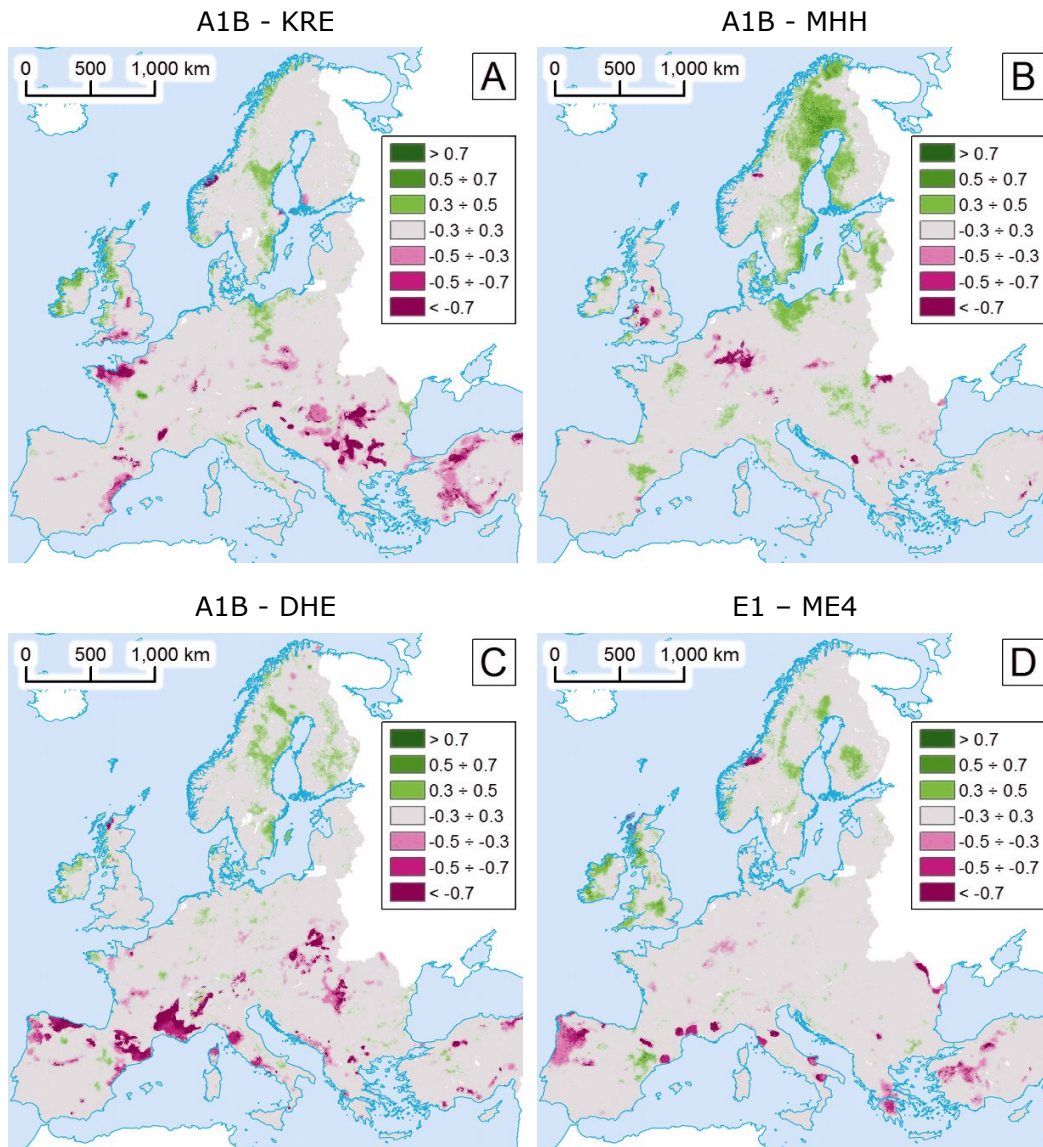 A1B - KRE
A1B - MHH
0 500 1,000 km
A
> 0.7
0.5 ÷ 0.7
0.3 ÷ 0.5
-0.3 ÷ 0.3
-0.5 ÷ -0.3
-0.5 ÷ -0.7
< -0.7
0 500 1,000 km
B
> 0.7
0.5 ÷ 0.7
0.3 ÷ 0.5
-0.3 ÷ 0.3
-0.5 ÷ -0.3
-0.5 ÷ -0.7
< -0.7
A1B - DHE
E1 – ME4
0 500 1,000 km
C
> 0.7
0.5 ÷ 0.7
0.3 ÷ 0.5
-0.3 ÷ 0.3
-0.5 ÷ -0.3
-0.5 ÷ -0.7
< -0.7
0 500 1,000 km
D
> 0.7
0.5 ÷ 0.7
0.3 ÷ 0.5
-0.3 ÷ 0.3
-0.5 ÷ -0.3
-0.5 ÷ -0.7
< -0.7